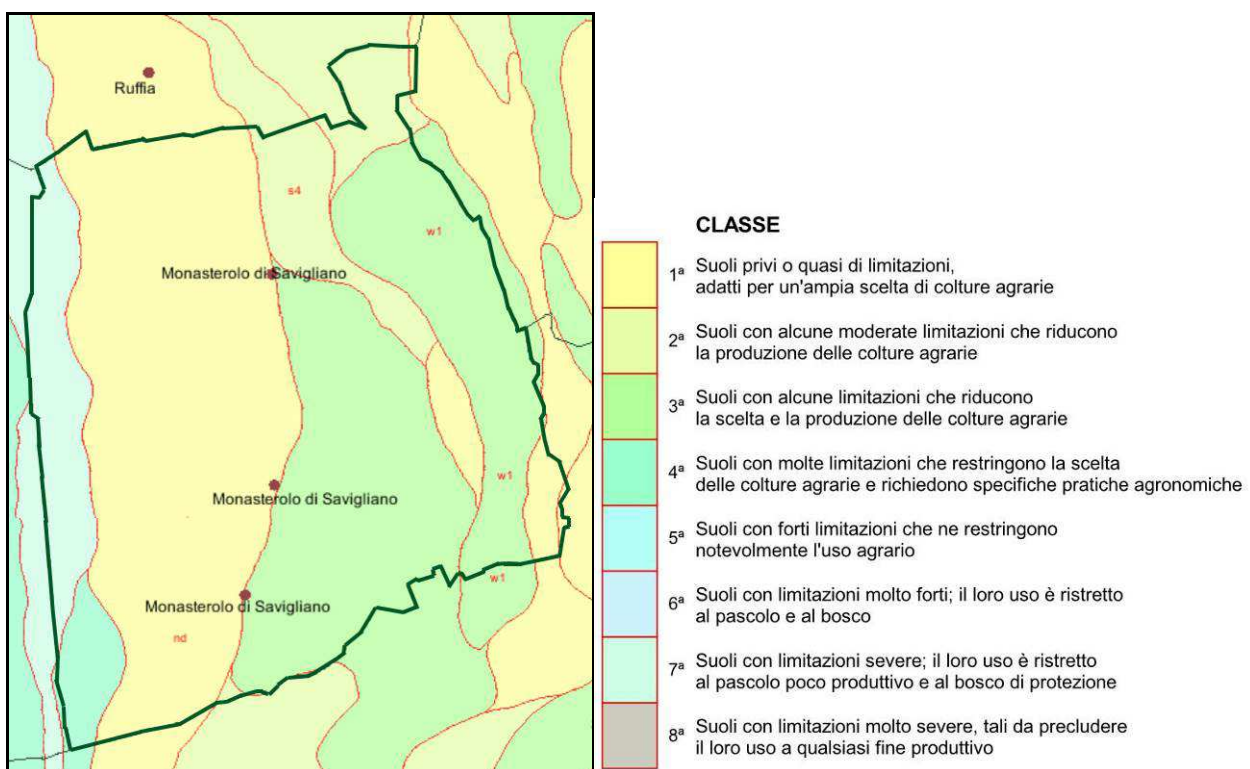 Ruffia
s4
w1
Monasterolo di Savigliano
w1
Monasterolo di Savigliano
w1
Monasterolo di Savigliano
nd
CLASSE
1ª Suoli privi o quasi di limitazioni,
adatti per un'ampia scelta di colture agrarie
2ª Suoli con alcune moderate limitazioni che riducono
la produzione delle colture agrarie
3ª Suoli con alcune limitazioni che riducono
la scelta e la produzione delle colture agrarie
4ª Suoli con molte limitazioni che restringono la scelta
delle colture agrarie e richiedono specifiche pratiche agronomiche
5ª Suoli con forti limitazioni che ne restringono
notevolmente l'uso agrario
6ª Suoli con limitazioni molto forti; il loro uso è ristretto
al pascolo e al bosco
7ª Suoli con limitazioni severe; il loro uso è ristretto
al pascolo poco produttivo e al bosco di protezione
8ª Suoli con limitazioni molto severe, tali da precludere
il loro uso a qualsiasi fine produttivo